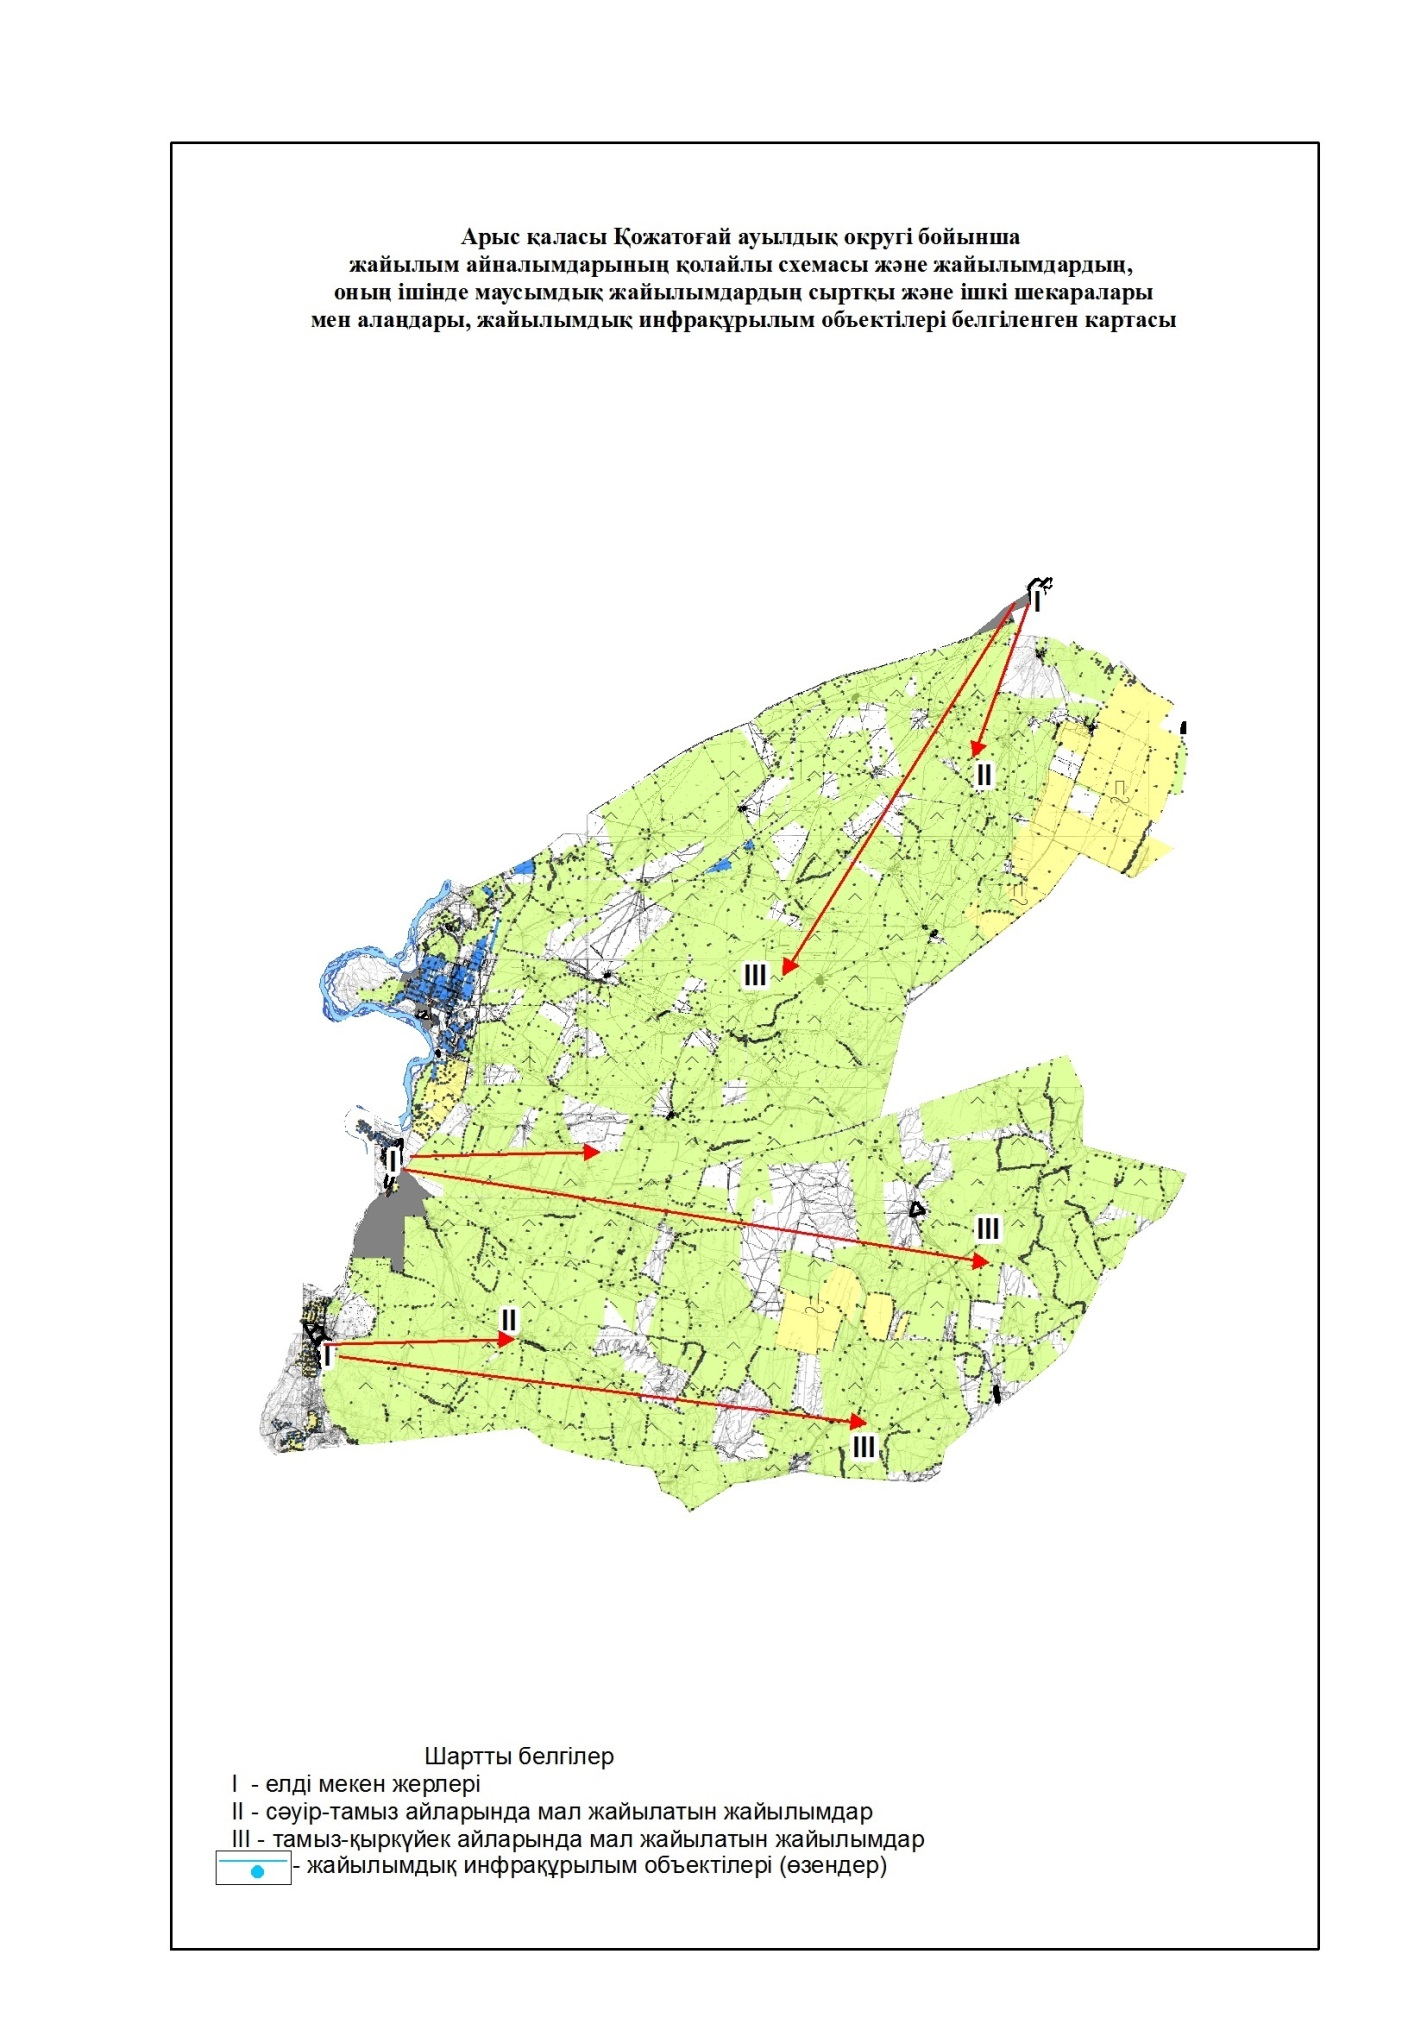 Арыс қаласы Қожатоғай ауылдық округі бойынша
жайылым айналымдарының қолайлы схемасы және жайылымдардың,
оның ішінде маусымдық жайылымдардың сыртқы және ішкі шекаралары
мен алаңдары, жайылымдық инфрақұрылым объектілері белгіленген картасы
I
II
III
I
III
II
I
III
Шартты белгілер
I - елді мекен жерлері
II - сәуір-тамыз айларында мал жайылатын жайылымдар
III - тамыз-қыркүйек айларында мал жайылатын жайылымдар
- жайылымдық инфрақұрылым объектілері (өзендер)